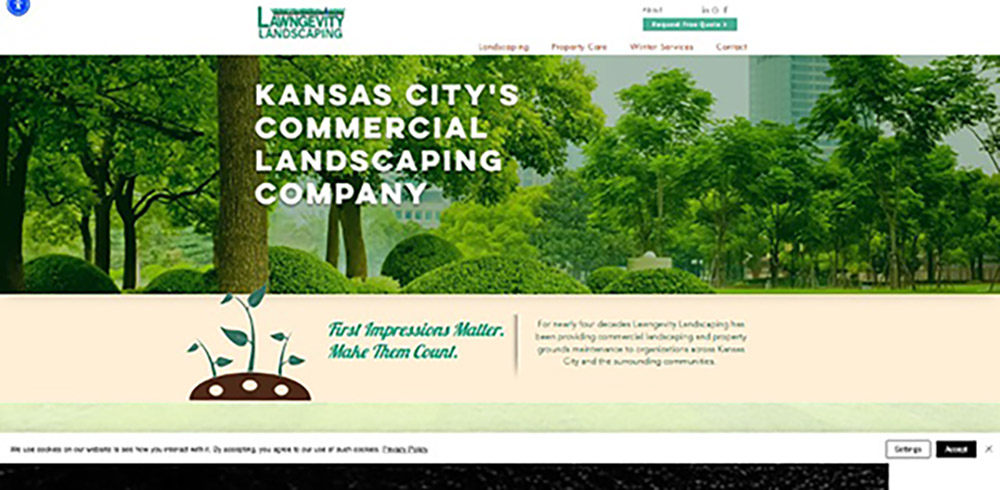 LAWNGEVITY
LANDSCAPING
About
Request Free Quote >
Landscaping Property Care Winter Services Contact
KANSAS CITY'S
COMMERCIAL
LANDSCAPING
COMPANY
First Impressions Matter.
Make Them Count.
For nearly four decades Lawngevity Landscaping has
been providing commercial landscaping and property
grounds maintenance to organizations across Kansas
City and the surrounding communities.
We use cookies on our website to see how you interact with it. By accepting, you agree to our use of such cookies. Privacy Policy
Settings
Accept